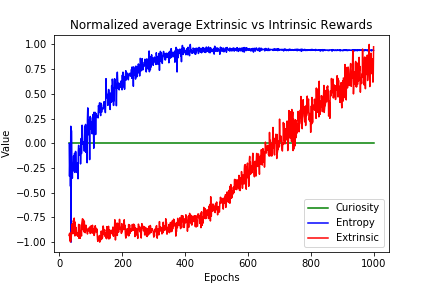 Normalized average Extrinsic vs Intrinsic Rewards
1.00
0.75
0.50
0.25
0.00
−0.25
−0.50
−0.75
−1.00
Value
Curiosity
Entropy
Extrinsic
0 200 400 600 800 1000
Epochs